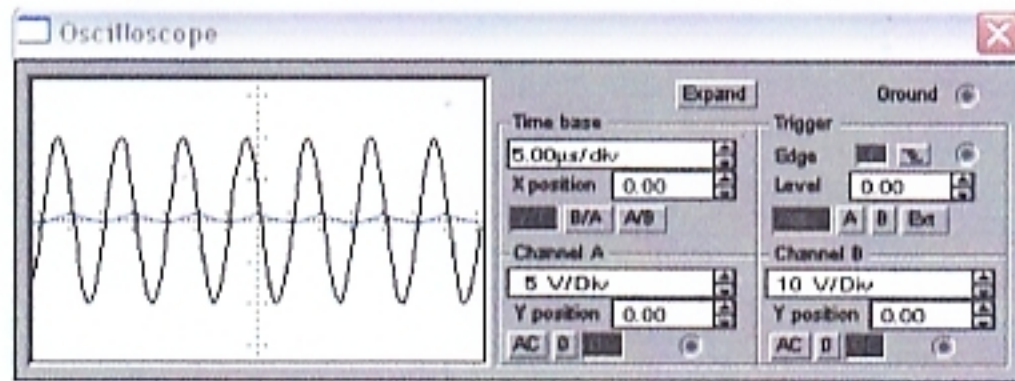 Oscilloscope
Expand Ground
Time base Trigger
5.00µs/div Edge
X position 0.00 Level 0.00
B/A A/B A B Ext
Channel A Channel B
5 V/Div 10 V/Div
Y position 0.00 Y position 0.00
AC 0 AC 0